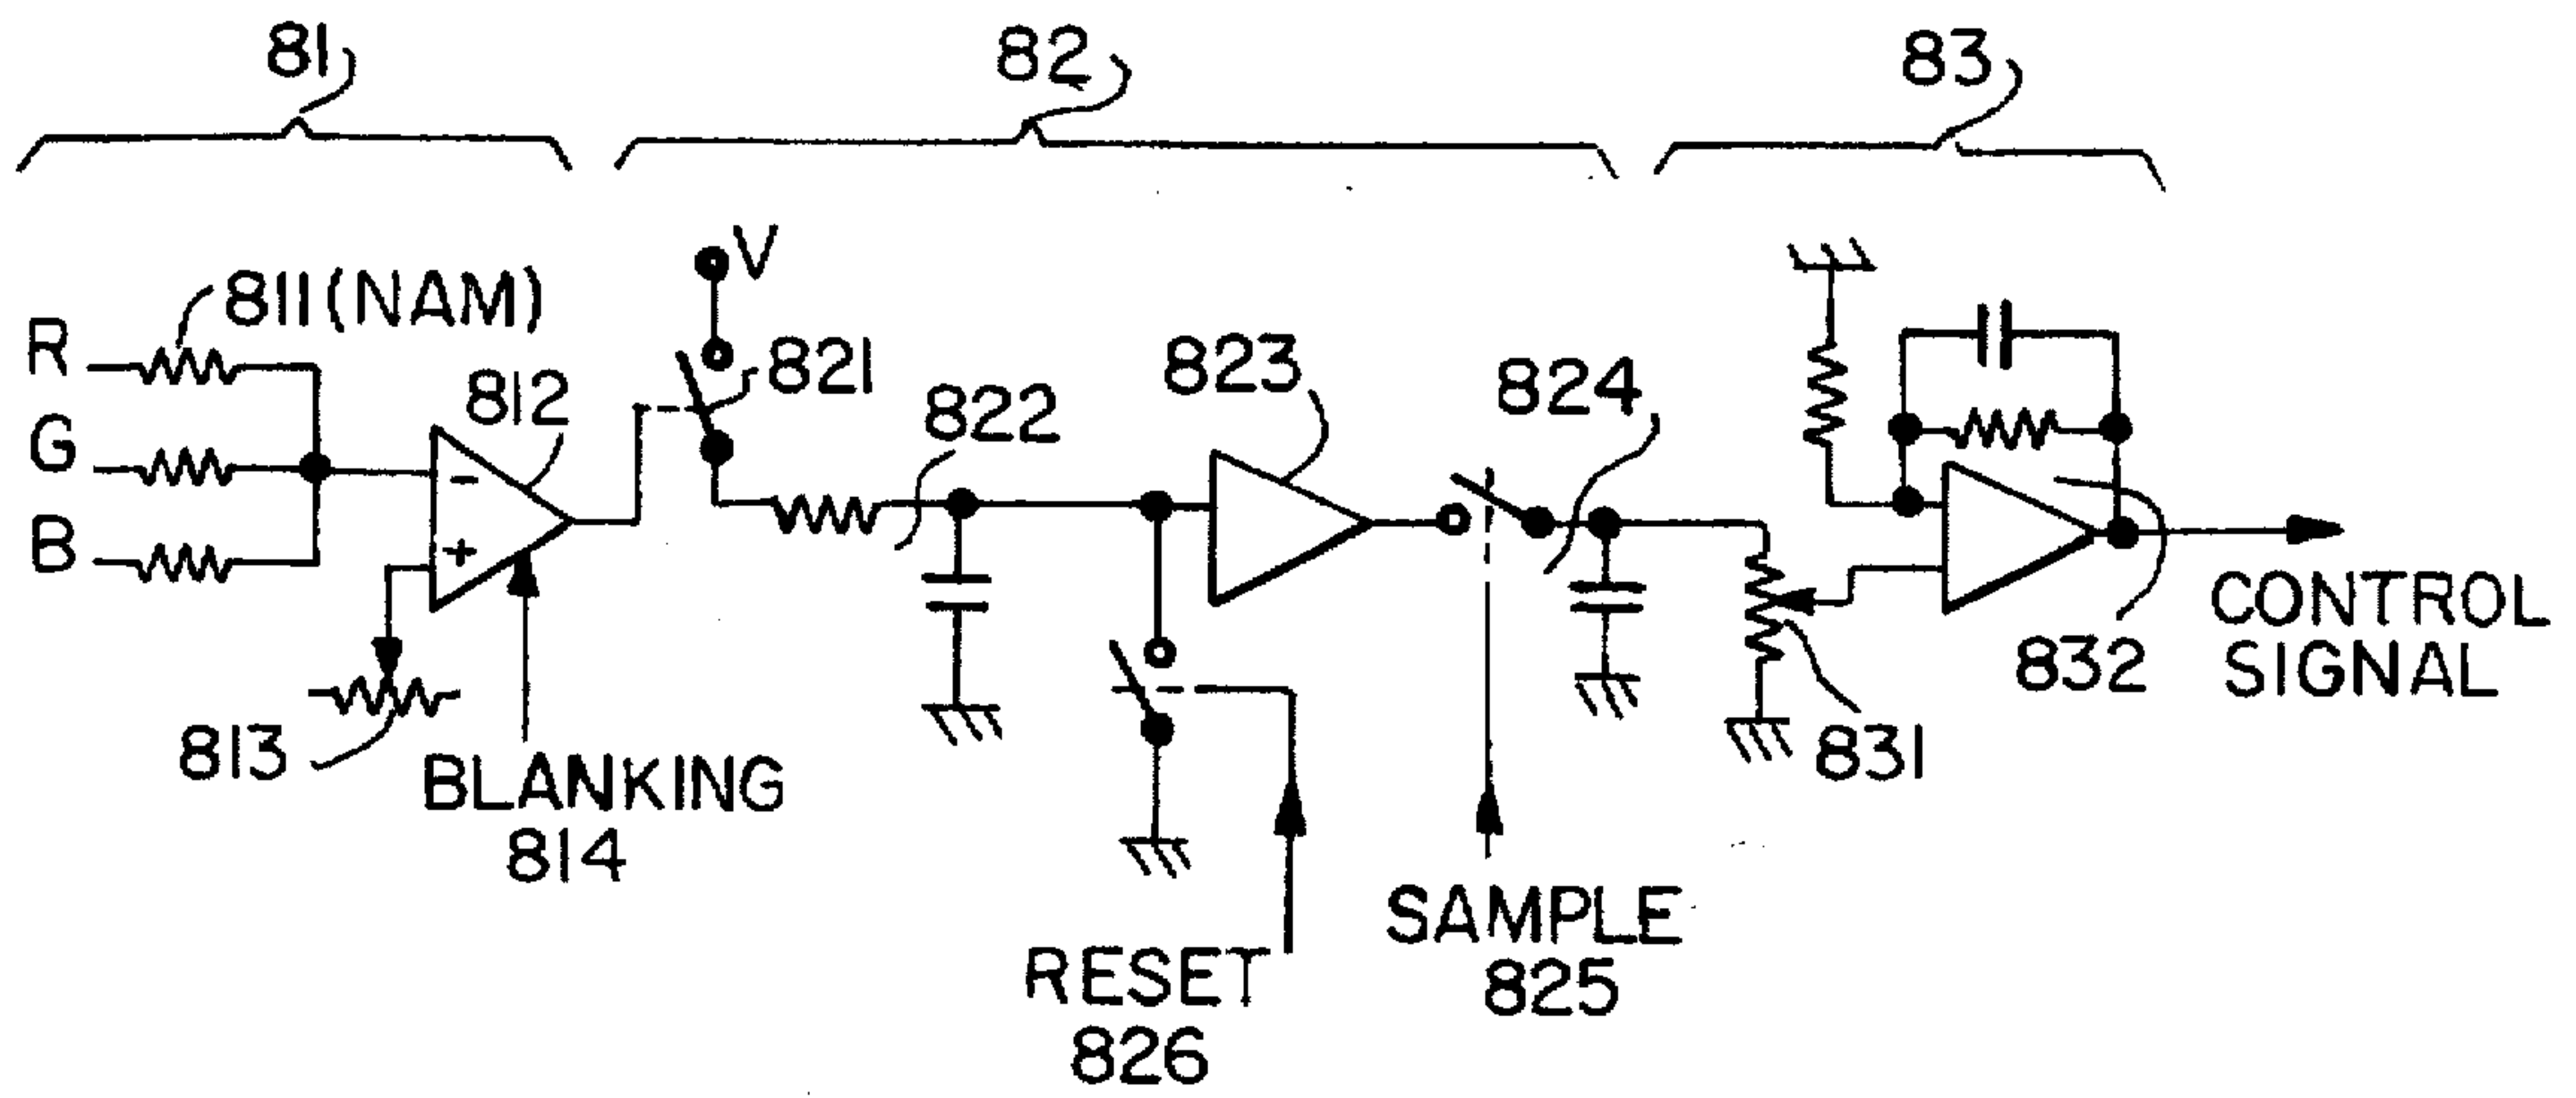 81
82
83
V
811(NAM)
R
G
B
812
-
+
813
BLANKING
814
821
822
823
824
RESET
826
SAMPLE
825
831
832
CONTROL
SIGNAL